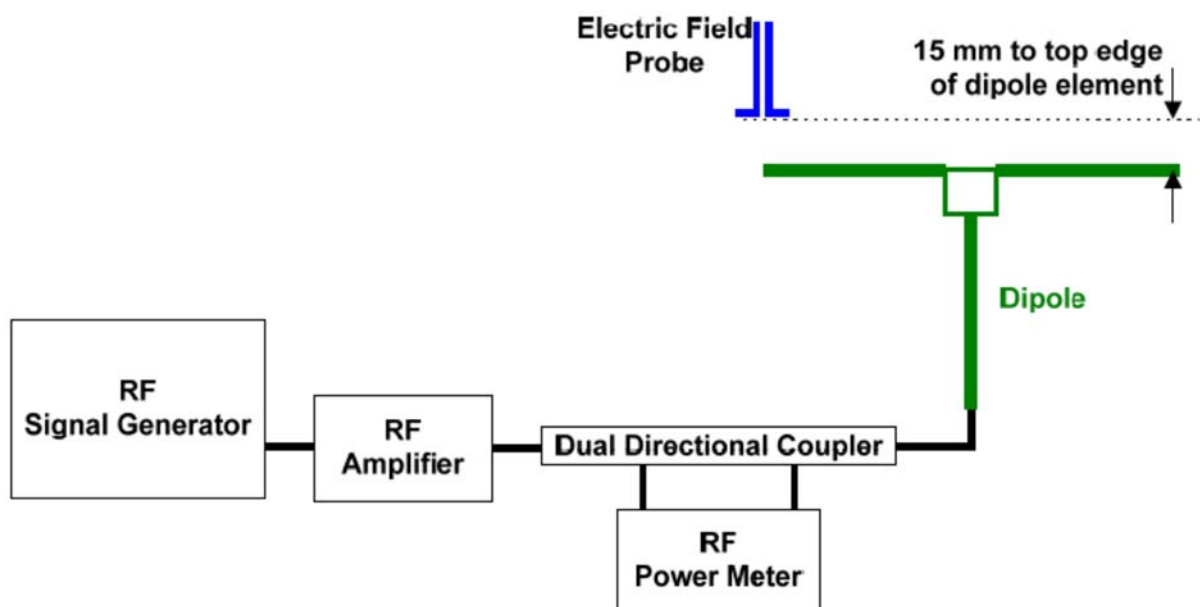 Electric Field
Probe
15 mm to top edge
of dipole element
Dipole
RF
Signal Generator
RF
Amplifier
Dual Directional Coupler
RF
Power Meter